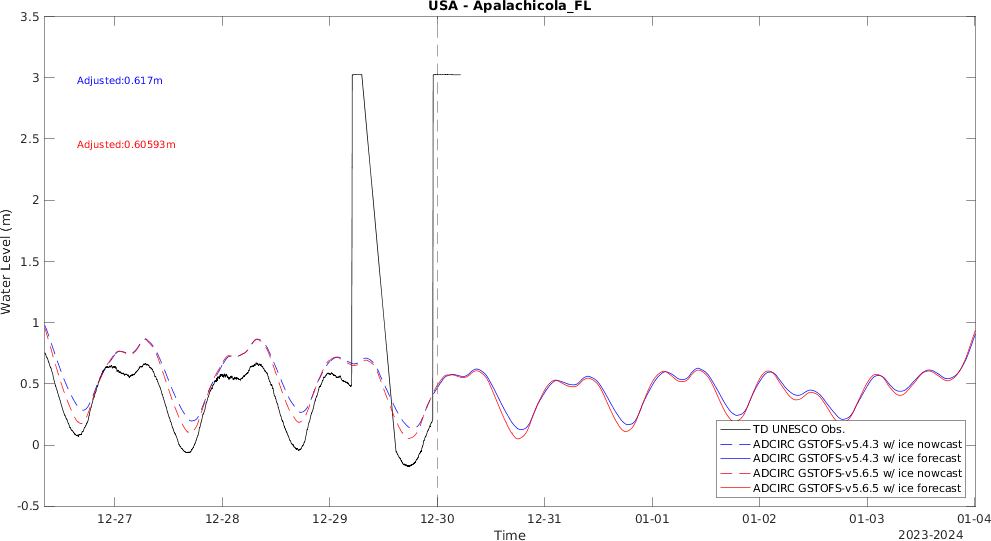 USA - Apalachicola_FL
3.5
3
2.5
2
1.5
1
0.5
0
-0.5
Water Level (m)
Adjusted:0.617m
Adjusted:0.60593m
TD UNESCO Obs.
ADCIRC GSTOFS-v5.4.3 w/ ice nowcast
ADCIRC GSTOFS-v5.4.3 w/ ice forecast
ADCIRC GSTOFS-v5.6.5 w/ ice nowcast
ADCIRC GSTOFS-v5.6.5 w/ ice forecast
12-27 12-28 12-29 12-30 12-31 01-01 01-02 01-03 01-04
Time
2023-2024